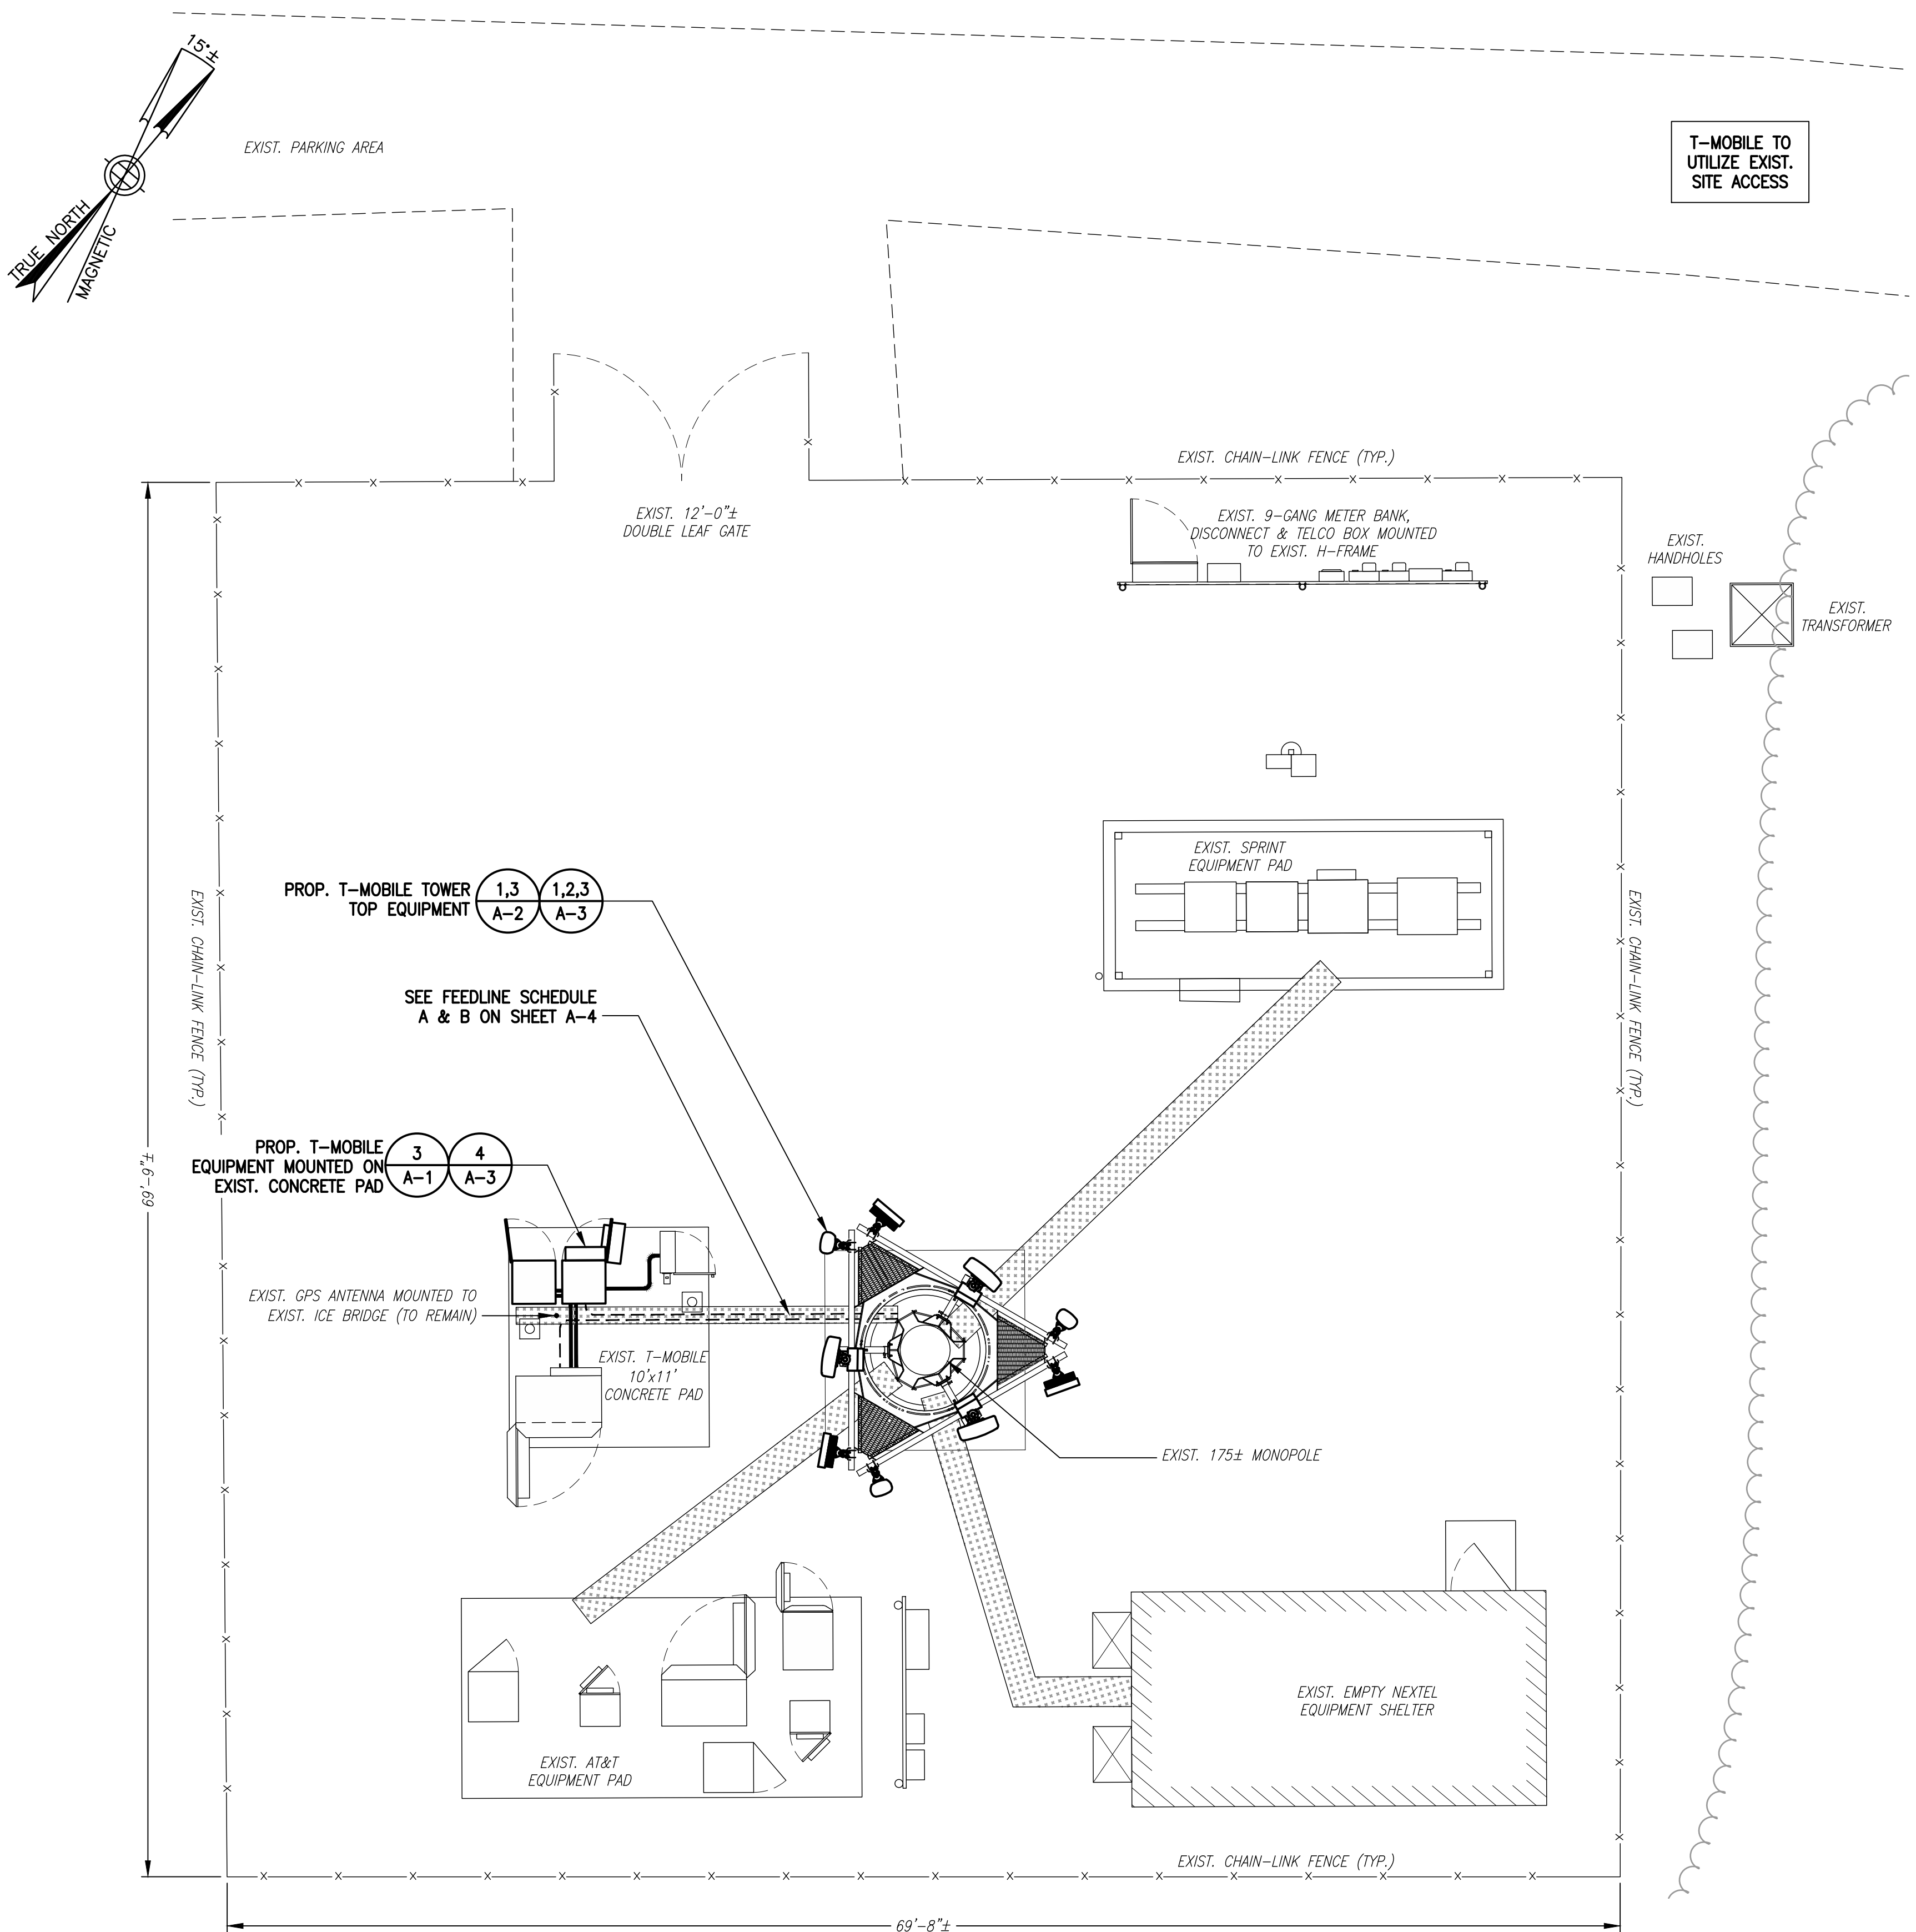 15°±
TRUE NORTH
MAGNETIC
EXIST. PARKING AREA
T-MOBILE TO
UTILIZE EXIST.
SITE ACCESS
EXIST. CHAIN-LINK FENCE (TYP.)
EXIST. 12'-0"±
DOUBLE LEAF GATE
EXIST. 9-GANG METER BANK,
DISCONNECT & TELCO BOX MOUNTED
TO EXIST. H-FRAME
EXIST.
HANDHOLES
EXIST.
TRANSFORMER
EXIST. SPRINT
EQUIPMENT PAD
PROP. T-MOBILE TOWER
TOP EQUIPMENT
1,3
A-2
1,2,3
A-3
EXIST. CHAIN-LINK FENCE (TYP.)
EXIST. CHAIN-LINK FENCE (TYP.)
SEE FEEDLINE SCHEDULE
A & B ON SHEET A-4
PROP. T-MOBILE
EQUIPMENT MOUNTED ON
EXIST. CONCRETE PAD
3
A-1
4
A-3
69'-9"±
EXIST. GPS ANTENNA MOUNTED TO
EXIST. ICE BRIDGE (TO REMAIN)
EXIST. T-MOBILE
10'x11'
CONCRETE PAD
EXIST. 175± MONOPOLE
EXIST. EMPTY NEXTEL
EQUIPMENT SHELTER
EXIST. AT&T
EQUIPMENT PAD
EXIST. CHAIN-LINK FENCE (TYP.)
69'-8"±